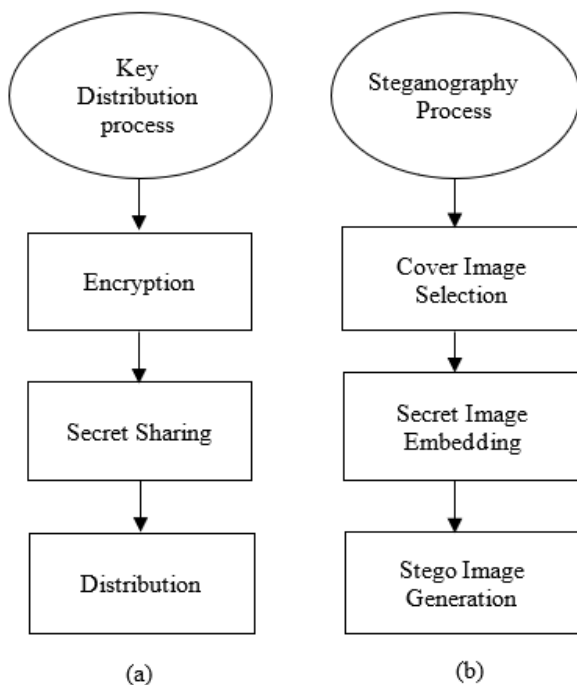 Key
Distribution
process
Encryption
Secret Sharing
Distribution
(a)
Steganography
Process
Cover Image
Selection
Secret Image
Embedding
Stego Image
Generation
(b)